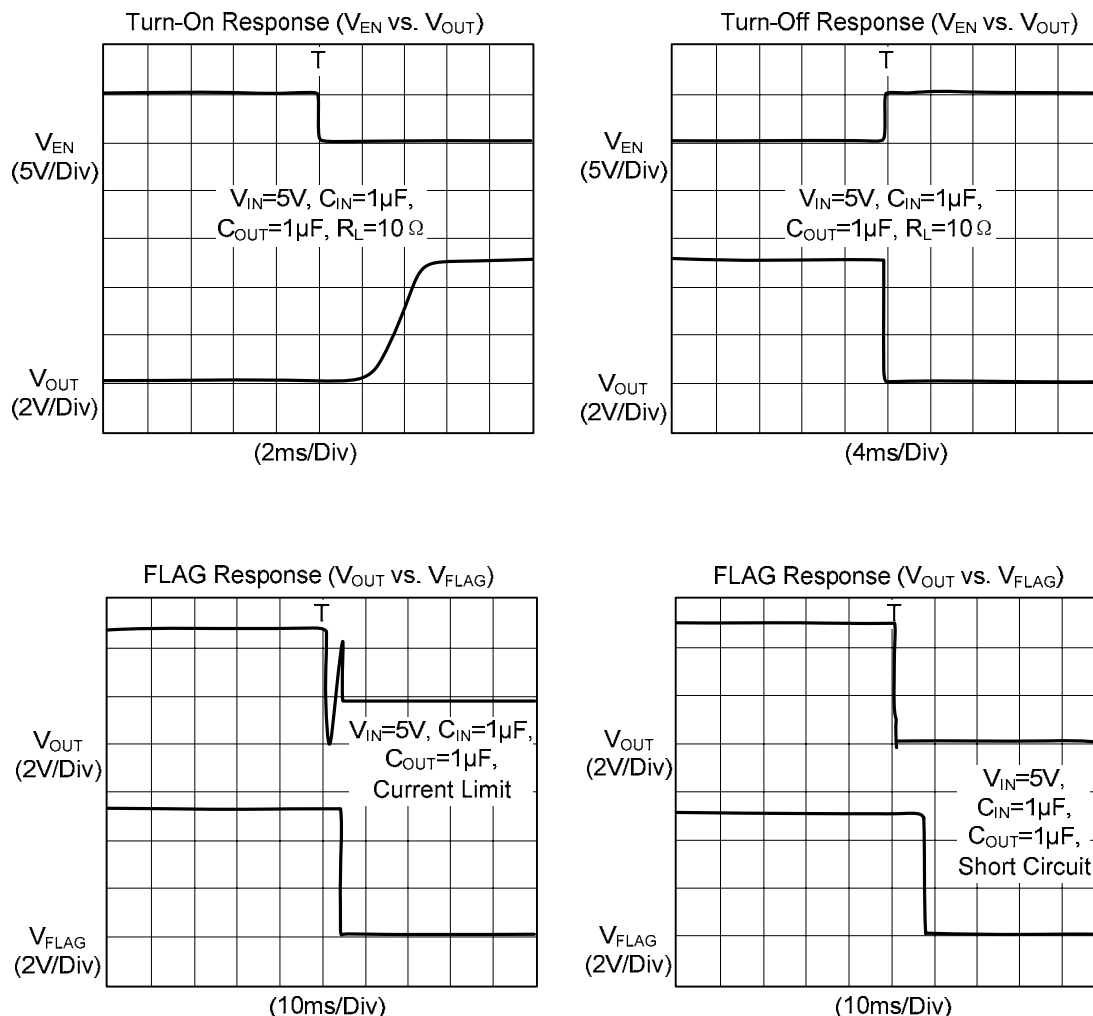 Turn-On Response (VEN vs. VOUT)
T
VEN
(5V/Div)
VIN=5V, CIN=1µF,
COUT=1µF, RL=10Ω
VOUT
(2V/Div)
(2ms/Div)
Turn-Off Response (VEN vs. VOUT)
T
VEN
(5V/Div)
VIN=5V, CIN=1µF,
COUT=1µF, RL=10Ω
VOUT
(2V/Div)
(4ms/Div)
FLAG Response (VOUT vs. VFLAG)
T
VOUT
(2V/Div)
VIN=5V, CIN=1µF,
COUT=1µF,
Current Limit
VFLAG
(2V/Div)
(10ms/Div)
FLAG Response (VOUT vs. VFLAG)
T
VOUT
(2V/Div)
VIN=5V,
CIN=1µF,
COUT=1µF,
Short Circuit
VFLAG
(2V/Div)
(10ms/Div)